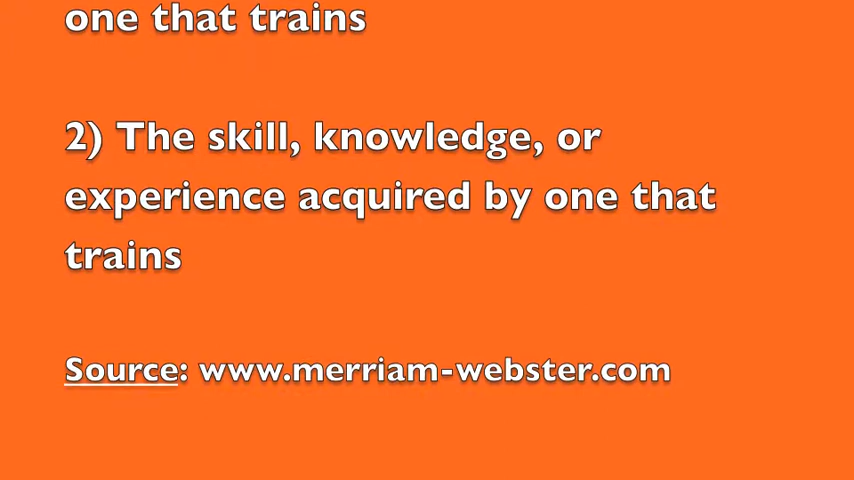 one that trains
2) The skill, knowledge, or
experience acquired by one that
trains
Source: www.merriam-webster.com